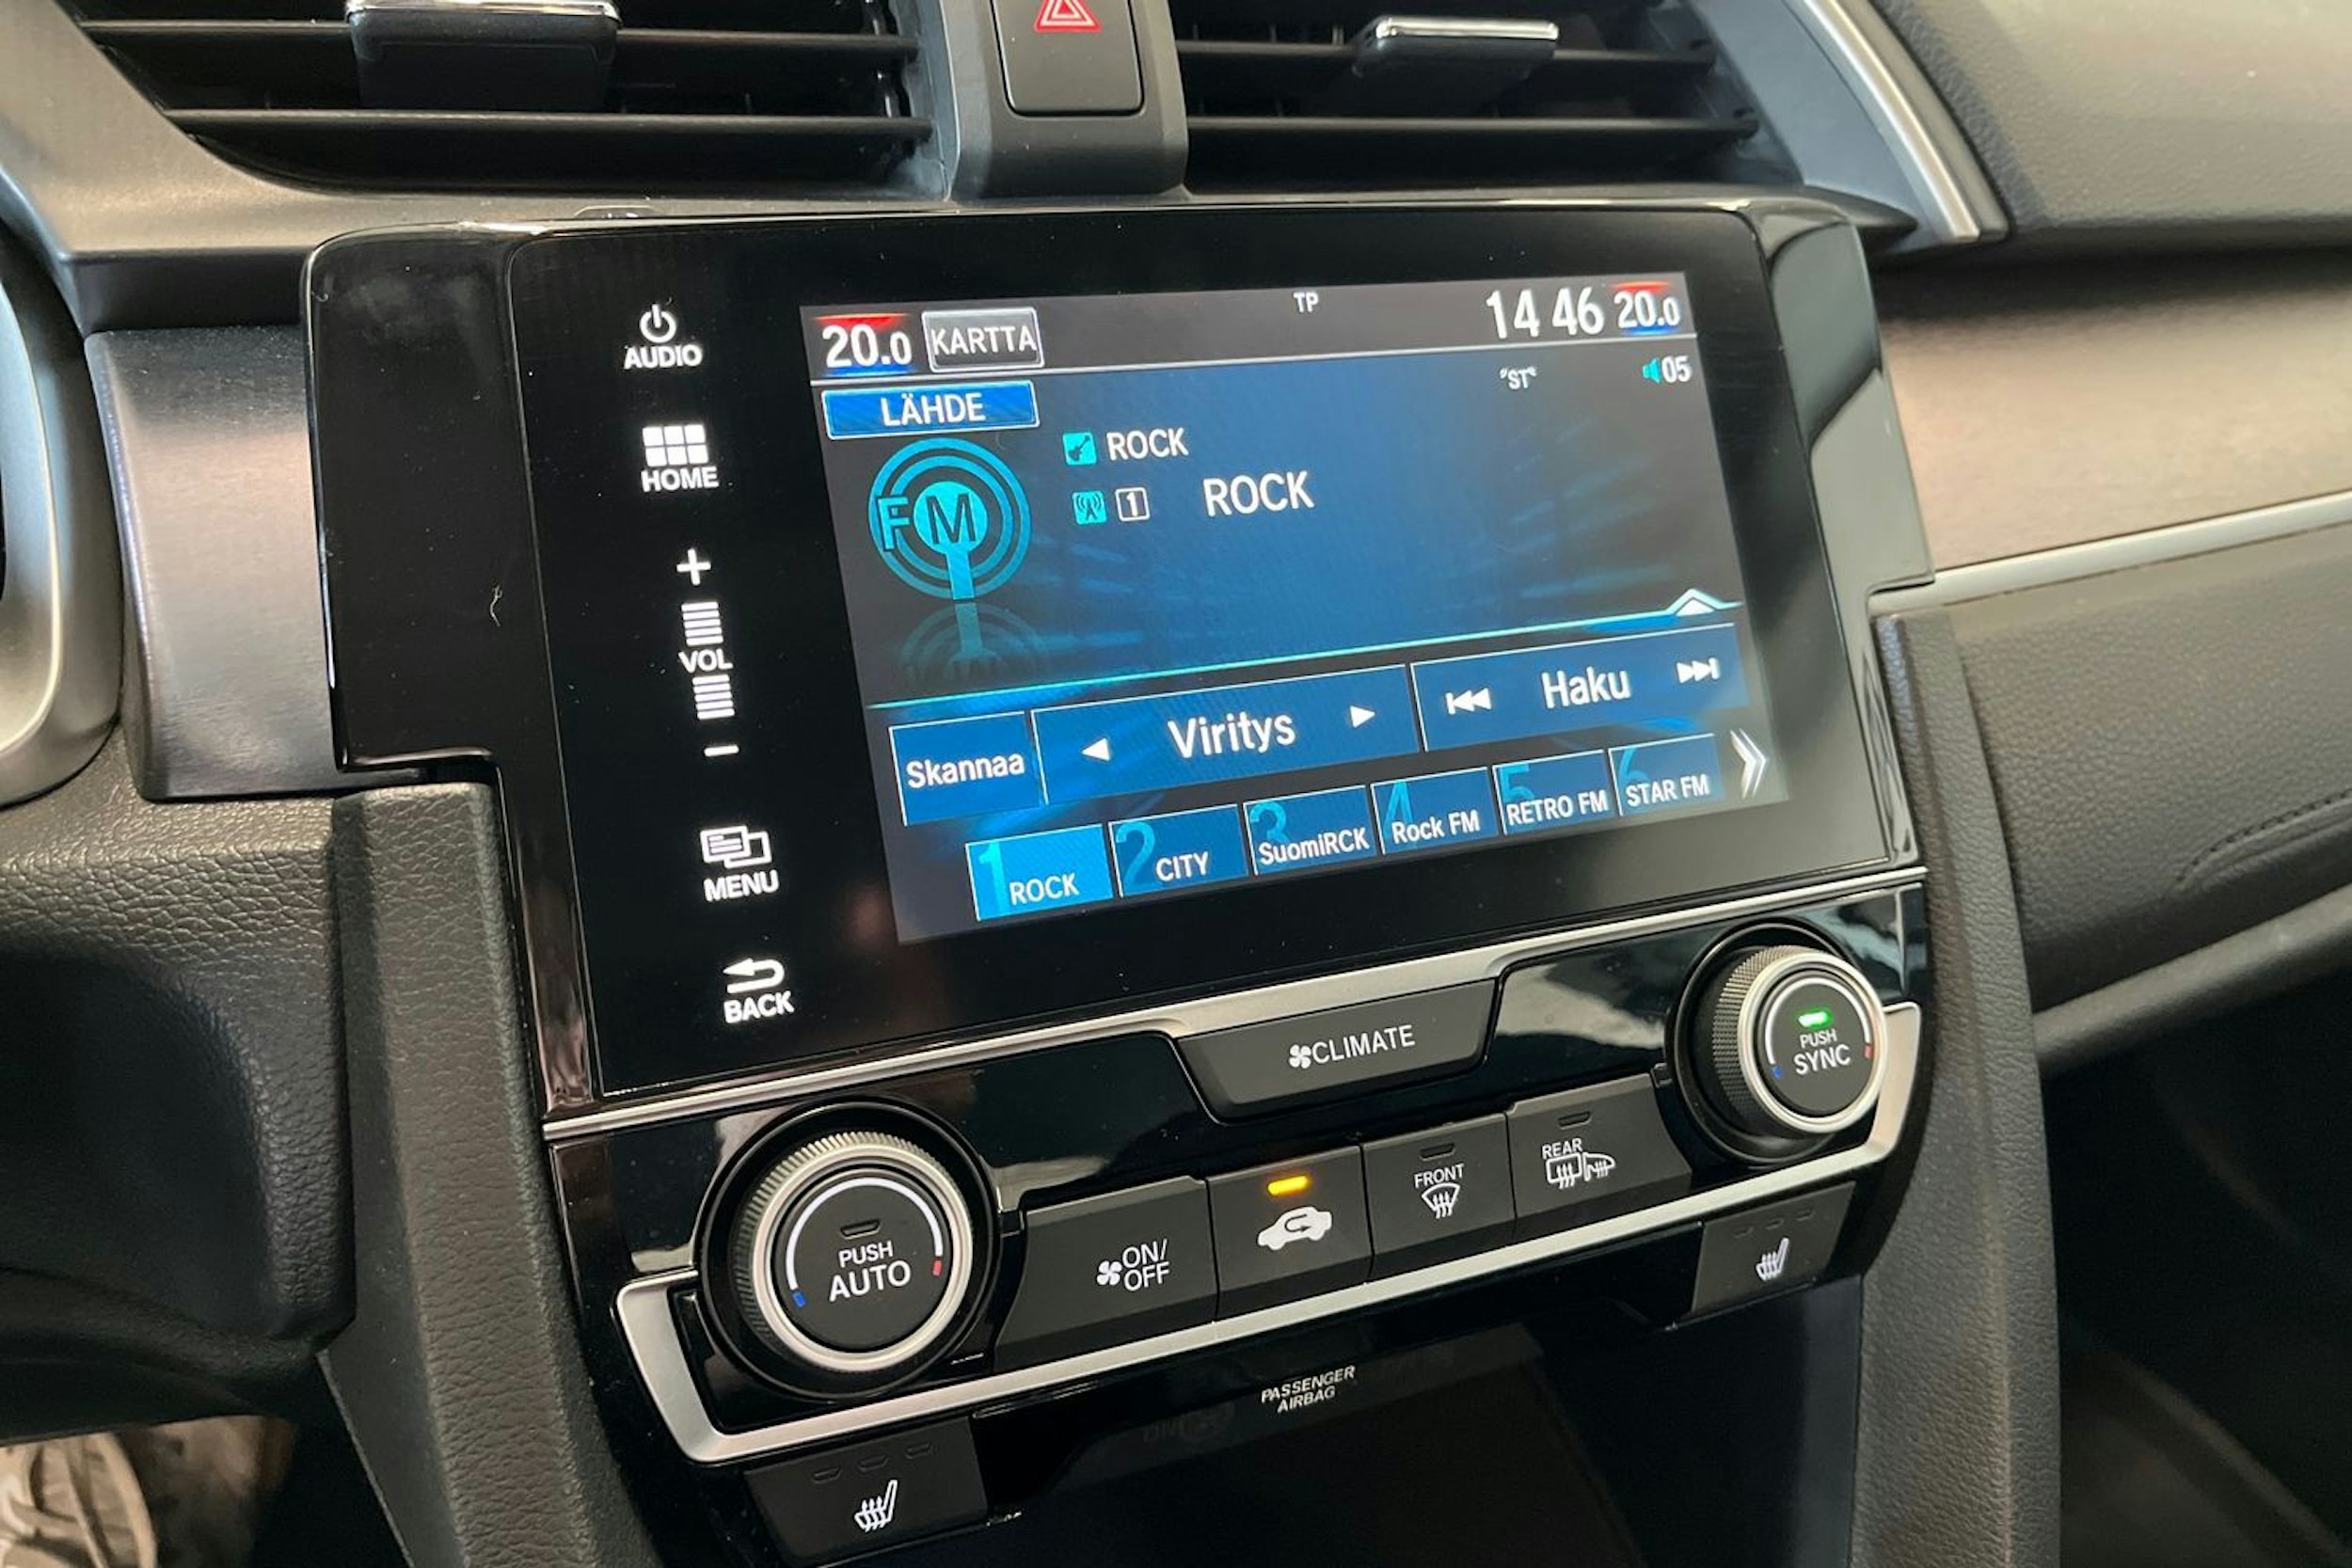 AUDIO
HOME
+
VOL
−
MENU
BACK
20.0
KARTTA
TP
14 46
20.0
LÄHDE
"ST"
05
FM
ROCK
1
ROCK
Skannaa
Viritys
Haku
1 ROCK
2 CITY
3 SuomiRCK
4 Rock FM
5 RETRO FM
6 STAR FM
CLIMATE
PUSH
SYNC
PUSH
AUTO
ON/
OFF
FRONT
REAR
PASSENGER
AIRBAG